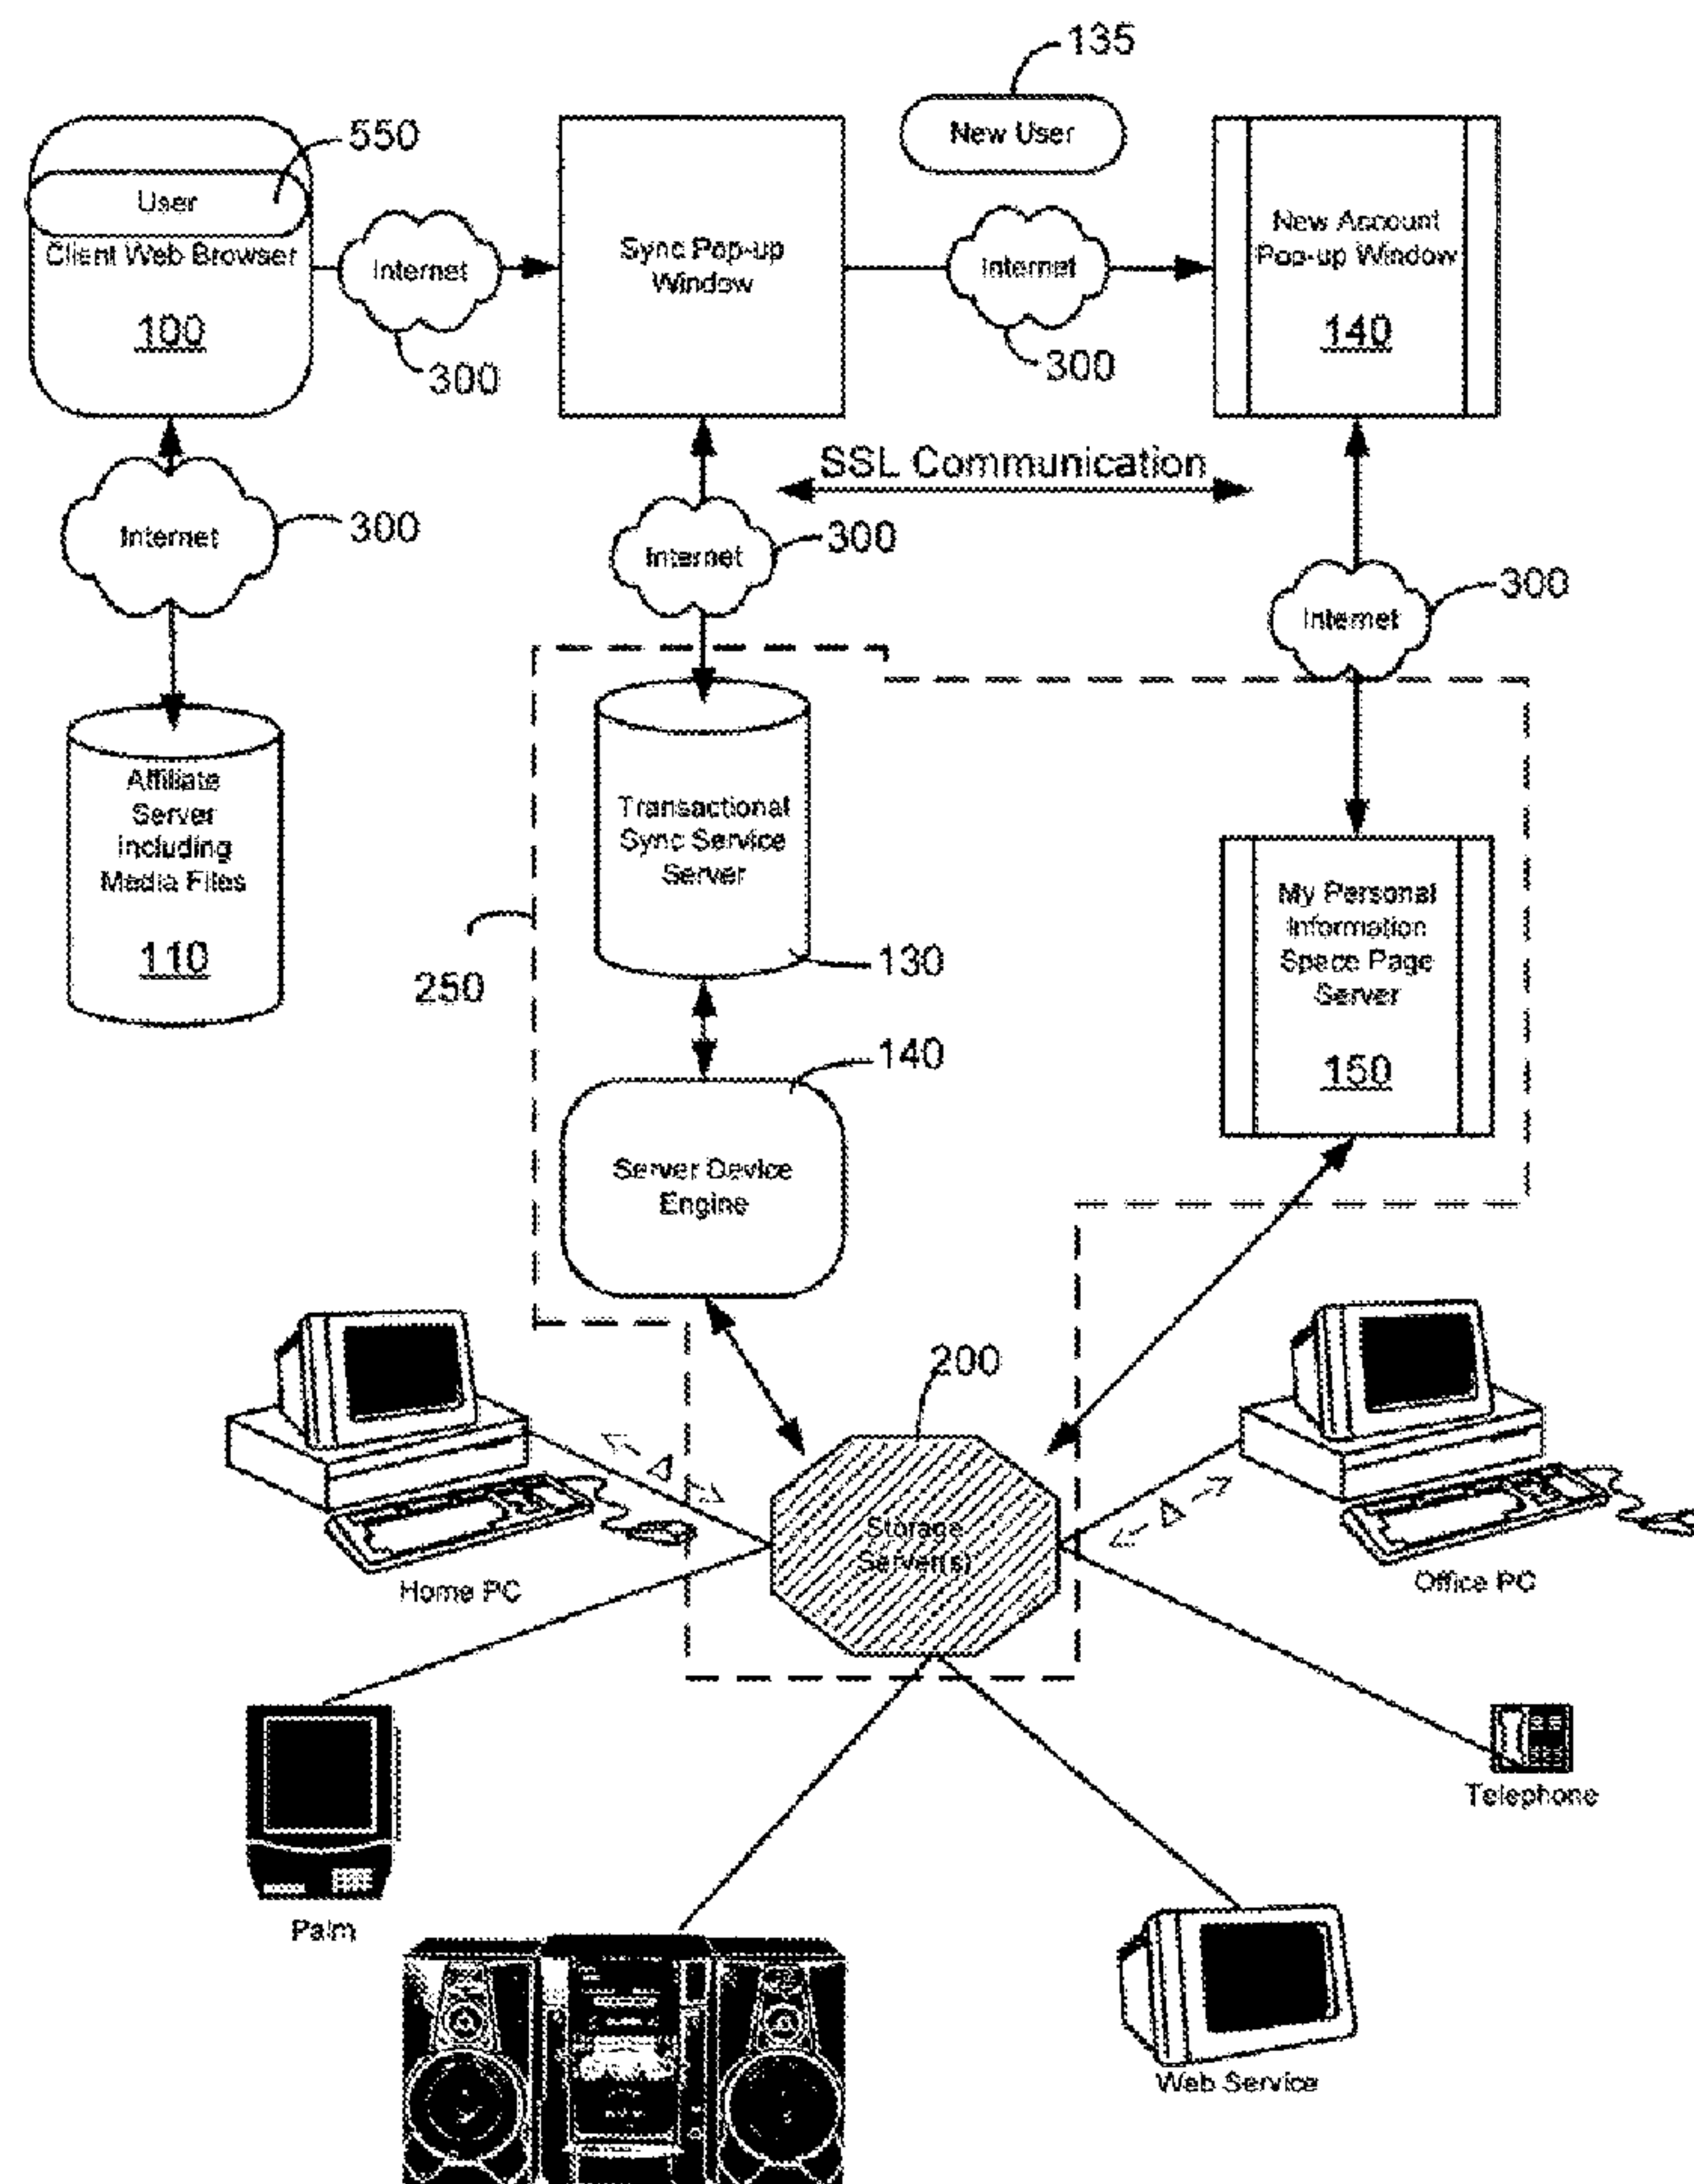 135
550
New User
User
Client Web Browser
100
Internet
300
Sync Pop-up
Window
Internet
300
New Account
Pop-up Window
140
SSL Communication
Internet
300
Internet
300
Internet
300
Affiliate
Server
including
Media Files
110
Transactional
Sync Service
Server
130
250
My Personal
Information
Space Page
Server
150
140
Server Device
Engine
200
Storage
Server(s)
Δ
Δ
Home PC
Office PC
Palm
Telephone
Web Service